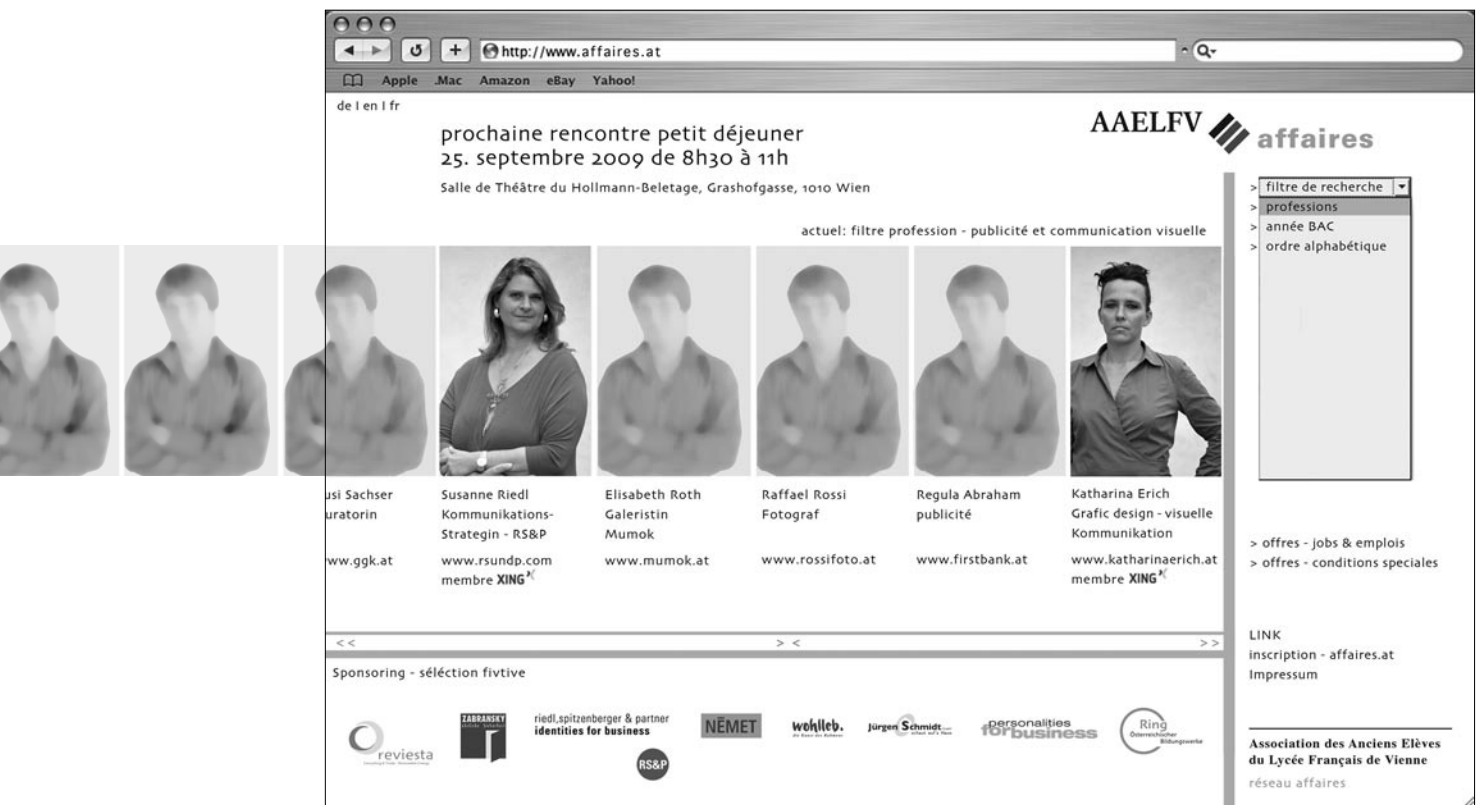 http://www.affaires.at
Apple .Mac Amazon eBay Yahoo!
de I en I fr
prochaine rencontre petit déjeuner
25. septembre 2009 de 8h30 à 11h
Salle de Théâtre du Hollmann-Beletage, Grashofgasse, 1010 Wien
AAELFV affaires
actuel: filtre profession - publicité et communication visuelle
> filtre de recherche
> professions
> année BAC
> ordre alphabétique
usi Sachser
uratorin
ww.ggk.at
Susanne Riedl
Kommunikations-
Strategin - RS&P
www.rsundp.com
membre XING
Elisabeth Roth
Galeristin
Mumok
www.mumok.at
Raffael Rossi
Fotograf
www.rossifoto.at
Regula Abraham
publicité
www.firstbank.at
Katharina Erich
Grafic design - visuelle
Kommunikation
www.katharinaerich.at
membre XING
> offres - jobs & emplois
> offres - conditions speciales
<< > < >>
LINK
inscription - affaires.at
Impressum
Sponsoring - séléction fivtive
reviesta
ZABRANSKY
riedl,spitzenberger & partner
identities for business
RS&P
NĒMET
wohlleb.
Jürgen Schmidt
personalities
forbusiness
Ring
Österreichischer
Bildungswerke
Association des Anciens Elèves
du Lycée Français de Vienne
réseau affaires